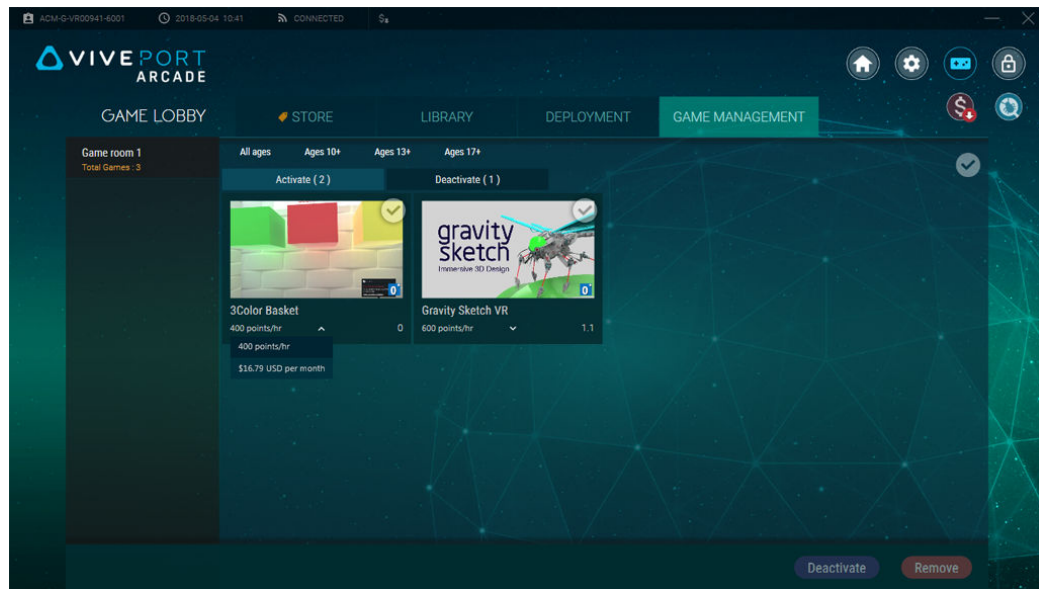 ACM-G-VR00941-6001 2018-05-04 10:41 CONNECTED
VIVEPORT
ARCADE
GAME LOBBY STORE LIBRARY DEPLOYMENT GAME MANAGEMENT
Game room 1
Total Games : 3
All ages Ages 10+ Ages 13+ Ages 17+
Activate ( 2 ) Deactivate ( 1 )
gravity
sketch
Immersive 3D Design
0 0
3Color Basket Gravity Sketch VR
400 points/hr 0 600 points/hr 1.1
400 points/hr
$16.79 USD per month
Deactivate Remove